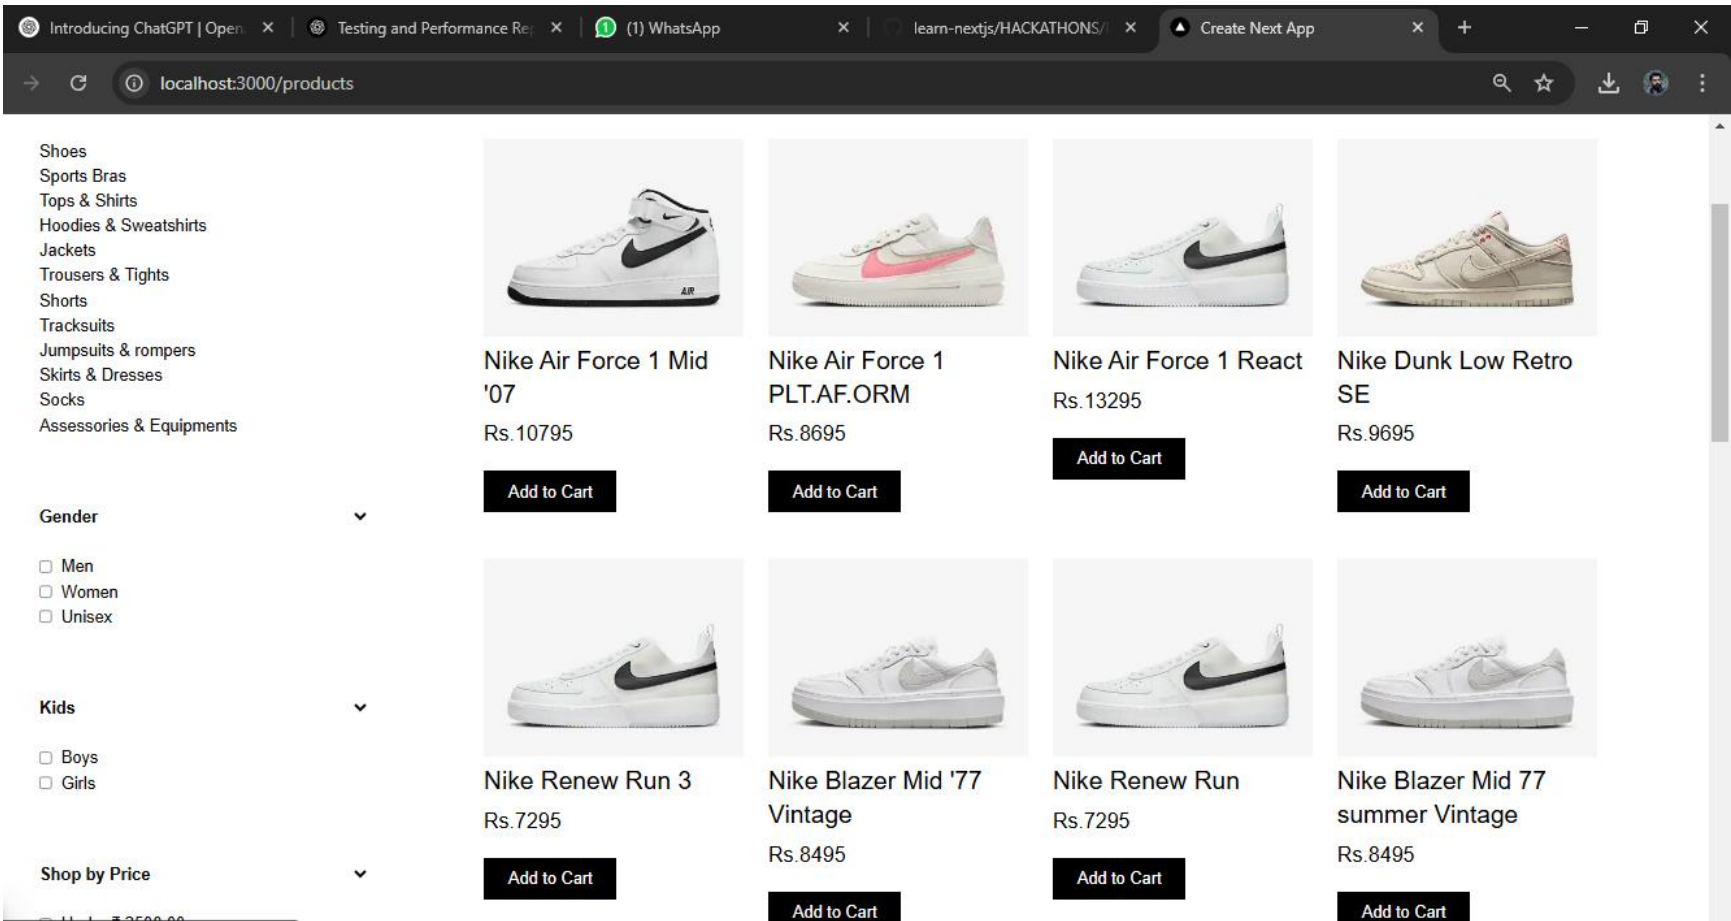 Introducing ChatGPT | Open
Testing and Performance Re
(1) WhatsApp
learn-nextjs/HACKATHONS/
Create Next App
localhost:3000/products
Shoes
Sports Bras
Tops & Shirts
Hoodies & Sweatshirts
Jackets
Trousers & Tights
Shorts
Tracksuits
Jumpsuits & rompers
Skirts & Dresses
Socks
Assessories & Equipments
Gender
Men
Women
Unisex
Kids
Boys
Girls
Shop by Price
AIR
Nike Air Force 1 Mid
'07
Rs.10795
Add to Cart
Nike Air Force 1
PLT.AF.ORM
Rs.8695
Add to Cart
Nike Air Force 1 React
Rs.13295
Add to Cart
Nike Dunk Low Retro
SE
Rs.9695
Add to Cart
Nike Renew Run 3
Rs.7295
Add to Cart
Nike Blazer Mid '77
Vintage
Rs.8495
Add to Cart
Nike Renew Run
Rs.7295
Add to Cart
Nike Blazer Mid 77
summer Vintage
Rs.8495
Add to Cart